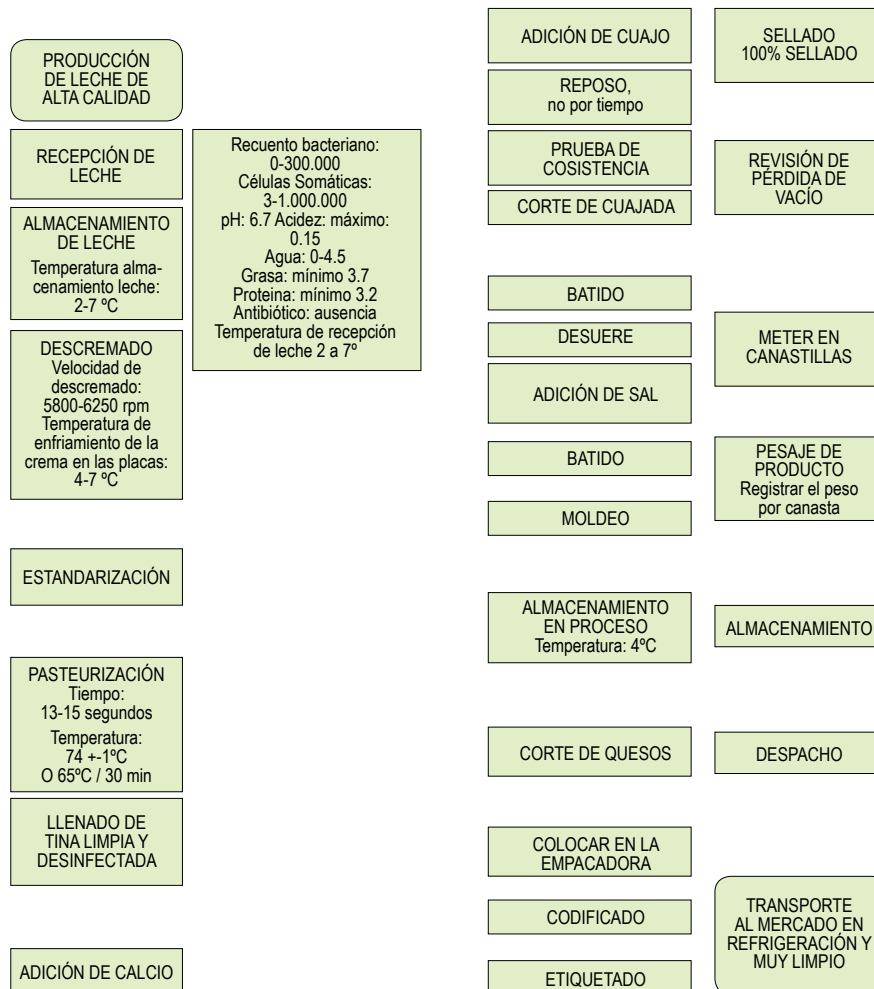 PRODUCCIÓN
DE LECHE DE
ALTA CALIDAD
RECEPCIÓN DE
LECHE
Recuento bacteriano:
0-300.000
Células Somáticas:
3-1.000.000
pH: 6.7 Acidez: máximo:
0.15
Agua: 0-4.5
Grasa: mínimo 3.7
Proteina: mínimo 3.2
Antibiótico: ausencia
Temperatura de recepción
de leche 2 a 7º
ALMACENAMIENTO
DE LECHE
Temperatura alma-
cenamiento leche:
2-7 ºC
DESCREMADO
Velocidad de
descremado:
5800-6250 rpm
Temperatura de
enfriamiento de la
crema en las placas:
4-7 ºC
ESTANDARIZACIÓN
PASTEURIZACIÓN
Tiempo:
13-15 segundos
Temperatura:
74 +-1ºC
O 65ºC / 30 min
LLENADO DE
TINA LIMPIA Y
DESINFECTADA
ADICIÓN DE CALCIO
ADICIÓN DE CUAJO
REPOSO,
no por tiempo
PRUEBA DE
COSISTENCIA
CORTE DE CUAJADA
BATIDO
DESUERE
ADICIÓN DE SAL
BATIDO
MOLDEO
ALMACENAMIENTO
EN PROCESO
Temperatura: 4ºC
CORTE DE QUESOS
COLOCAR EN LA
EMPACADORA
CODIFICADO
ETIQUETADO
SELLADO
100% SELLADO
REVISIÓN DE
PÉRDIDA DE
VACÍO
METER EN
CANASTILLAS
PESAJE DE
PRODUCTO
Registrar el peso
por canasta
ALMACENAMIENTO
DESPACHO
TRANSPORTE
AL MERCADO EN
REFRIGERACIÓN Y
MUY LIMPIO